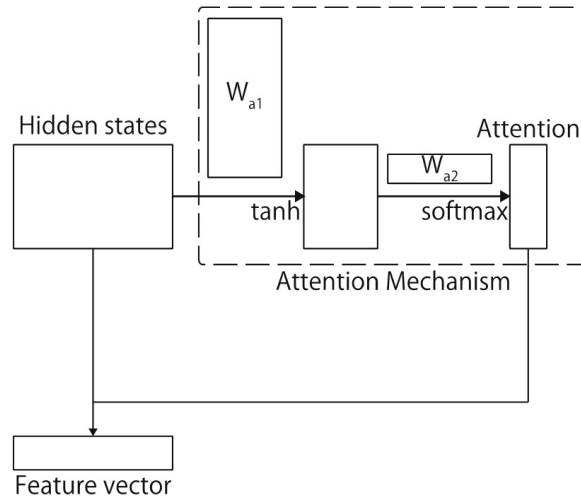 W_a1
Hidden states
Attention
W_a2
tanh
softmax
Attention Mechanism
Feature vector